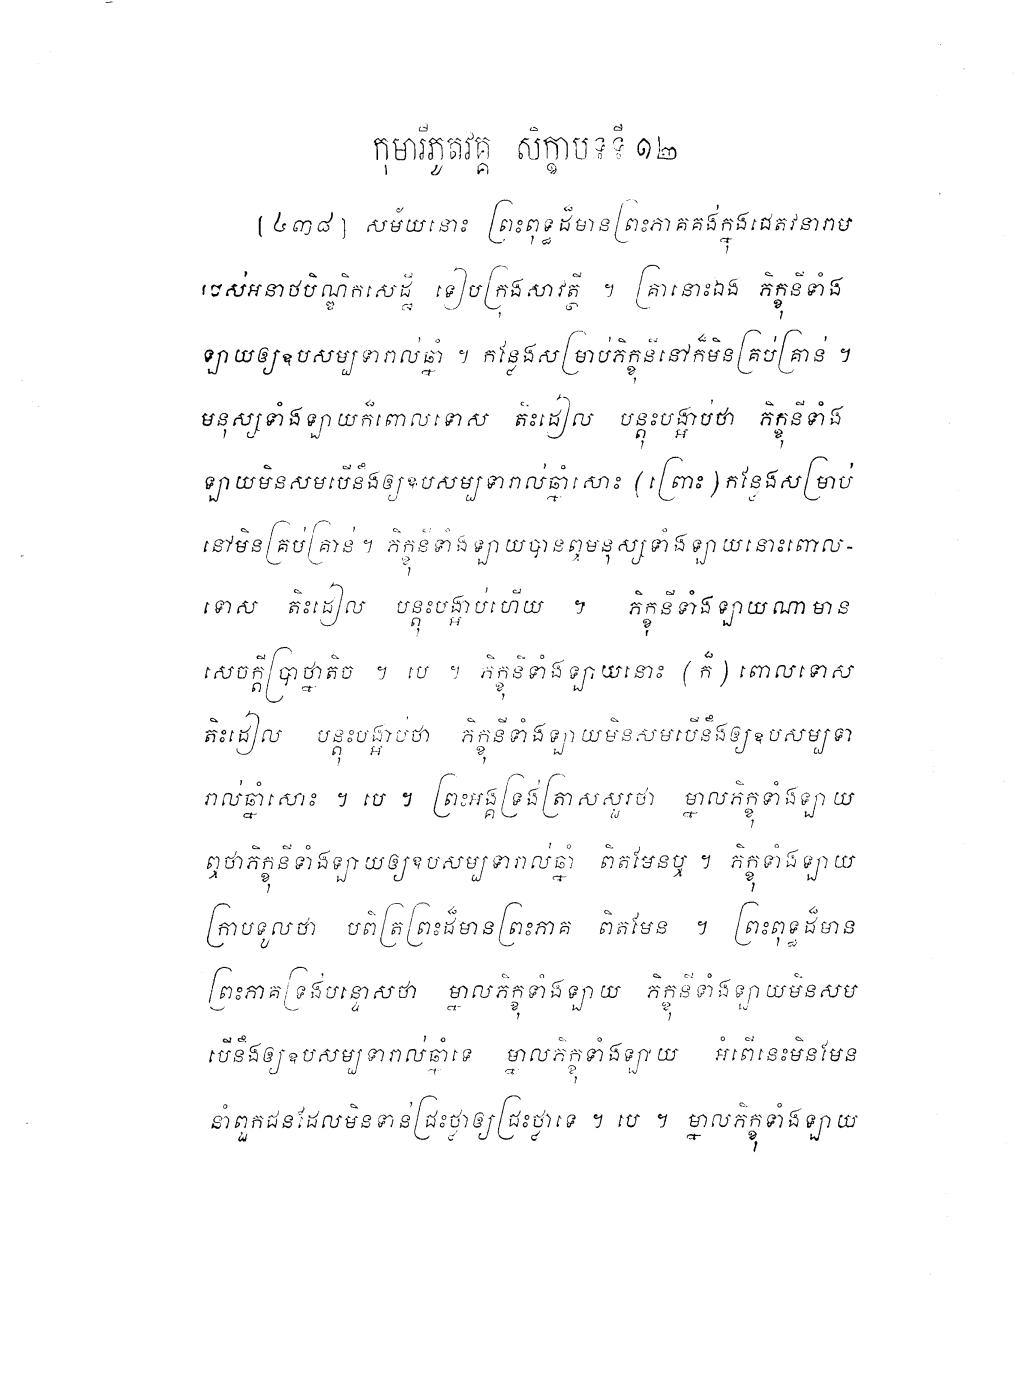 កុមារីភូតវគ្គ សិក្ខាបទទី ១២
[៤៣៨] សម័យនោះ ព្រះពុទ្ធដ៏មានព្រះភាគគង់ក្នុងជេតវនារាម
របស់អនាថបិណ្ឌិកសេដ្ឋី ទៀបក្រុងសាវត្ថី ។ គ្រានោះឯង ភិក្ខុនីទាំង
ឡាយឲ្យឧបសម្បទារាល់ឆ្នាំ ។ កន្លែងសម្រាប់ភិក្ខុនីនៅក៏មិនគ្រប់គ្រាន់ ។
មនុស្សទាំងឡាយក៏ពោលទោស តិះដៀល បន្តុះបង្អាប់ថា ភិក្ខុនីទាំង
ឡាយមិនសមបើនឹងឲ្យឧបសម្បទារាល់ឆ្នាំសោះ (ព្រោះ) កន្លែងសម្រាប់
នៅមិនគ្រប់គ្រាន់ ។ ភិក្ខុនីទាំងឡាយបានឮមនុស្សទាំងឡាយនោះពោល-
ទោស តិះដៀល បន្តុះបង្អាប់ហើយ ។ ភិក្ខុនីទាំងឡាយណាមាន
សេចក្តីប្រាថ្នាតិច ។ បេ ។ ភិក្ខុនីទាំងឡាយនោះ (ក៏) ពោលទោស
តិះដៀល បន្តុះបង្អាប់ថា ភិក្ខុនីទាំងឡាយមិនសមបើនឹងឲ្យឧបសម្បទា
រាល់ឆ្នាំសោះ ។ បេ ។ ព្រះអង្គទ្រង់ត្រាសសួរថា ម្នាលភិក្ខុទាំងឡាយ
ឮថាភិក្ខុនីទាំងឡាយឲ្យឧបសម្បទារាល់ឆ្នាំ ពិតមែនឬ ។ ភិក្ខុទាំងឡាយ
ក្រាបទូលថា បពិត្រព្រះដ៏មានព្រះភាគ ពិតមែន ។ ព្រះពុទ្ធដ៏មាន
ព្រះភាគទ្រង់បន្ទោសថា ម្នាលភិក្ខុទាំងឡាយ ភិក្ខុនីទាំងឡាយមិនសម
បើនឹងឲ្យឧបសម្បទារាល់ឆ្នាំទេ ម្នាលភិក្ខុទាំងឡាយ អំពើនេះមិនមែន
នាំពួកជនដែលមិនទាន់ជ្រះថ្លាឲ្យជ្រះថ្លាទេ ។ បេ ។ ម្នាលភិក្ខុទាំងឡាយ